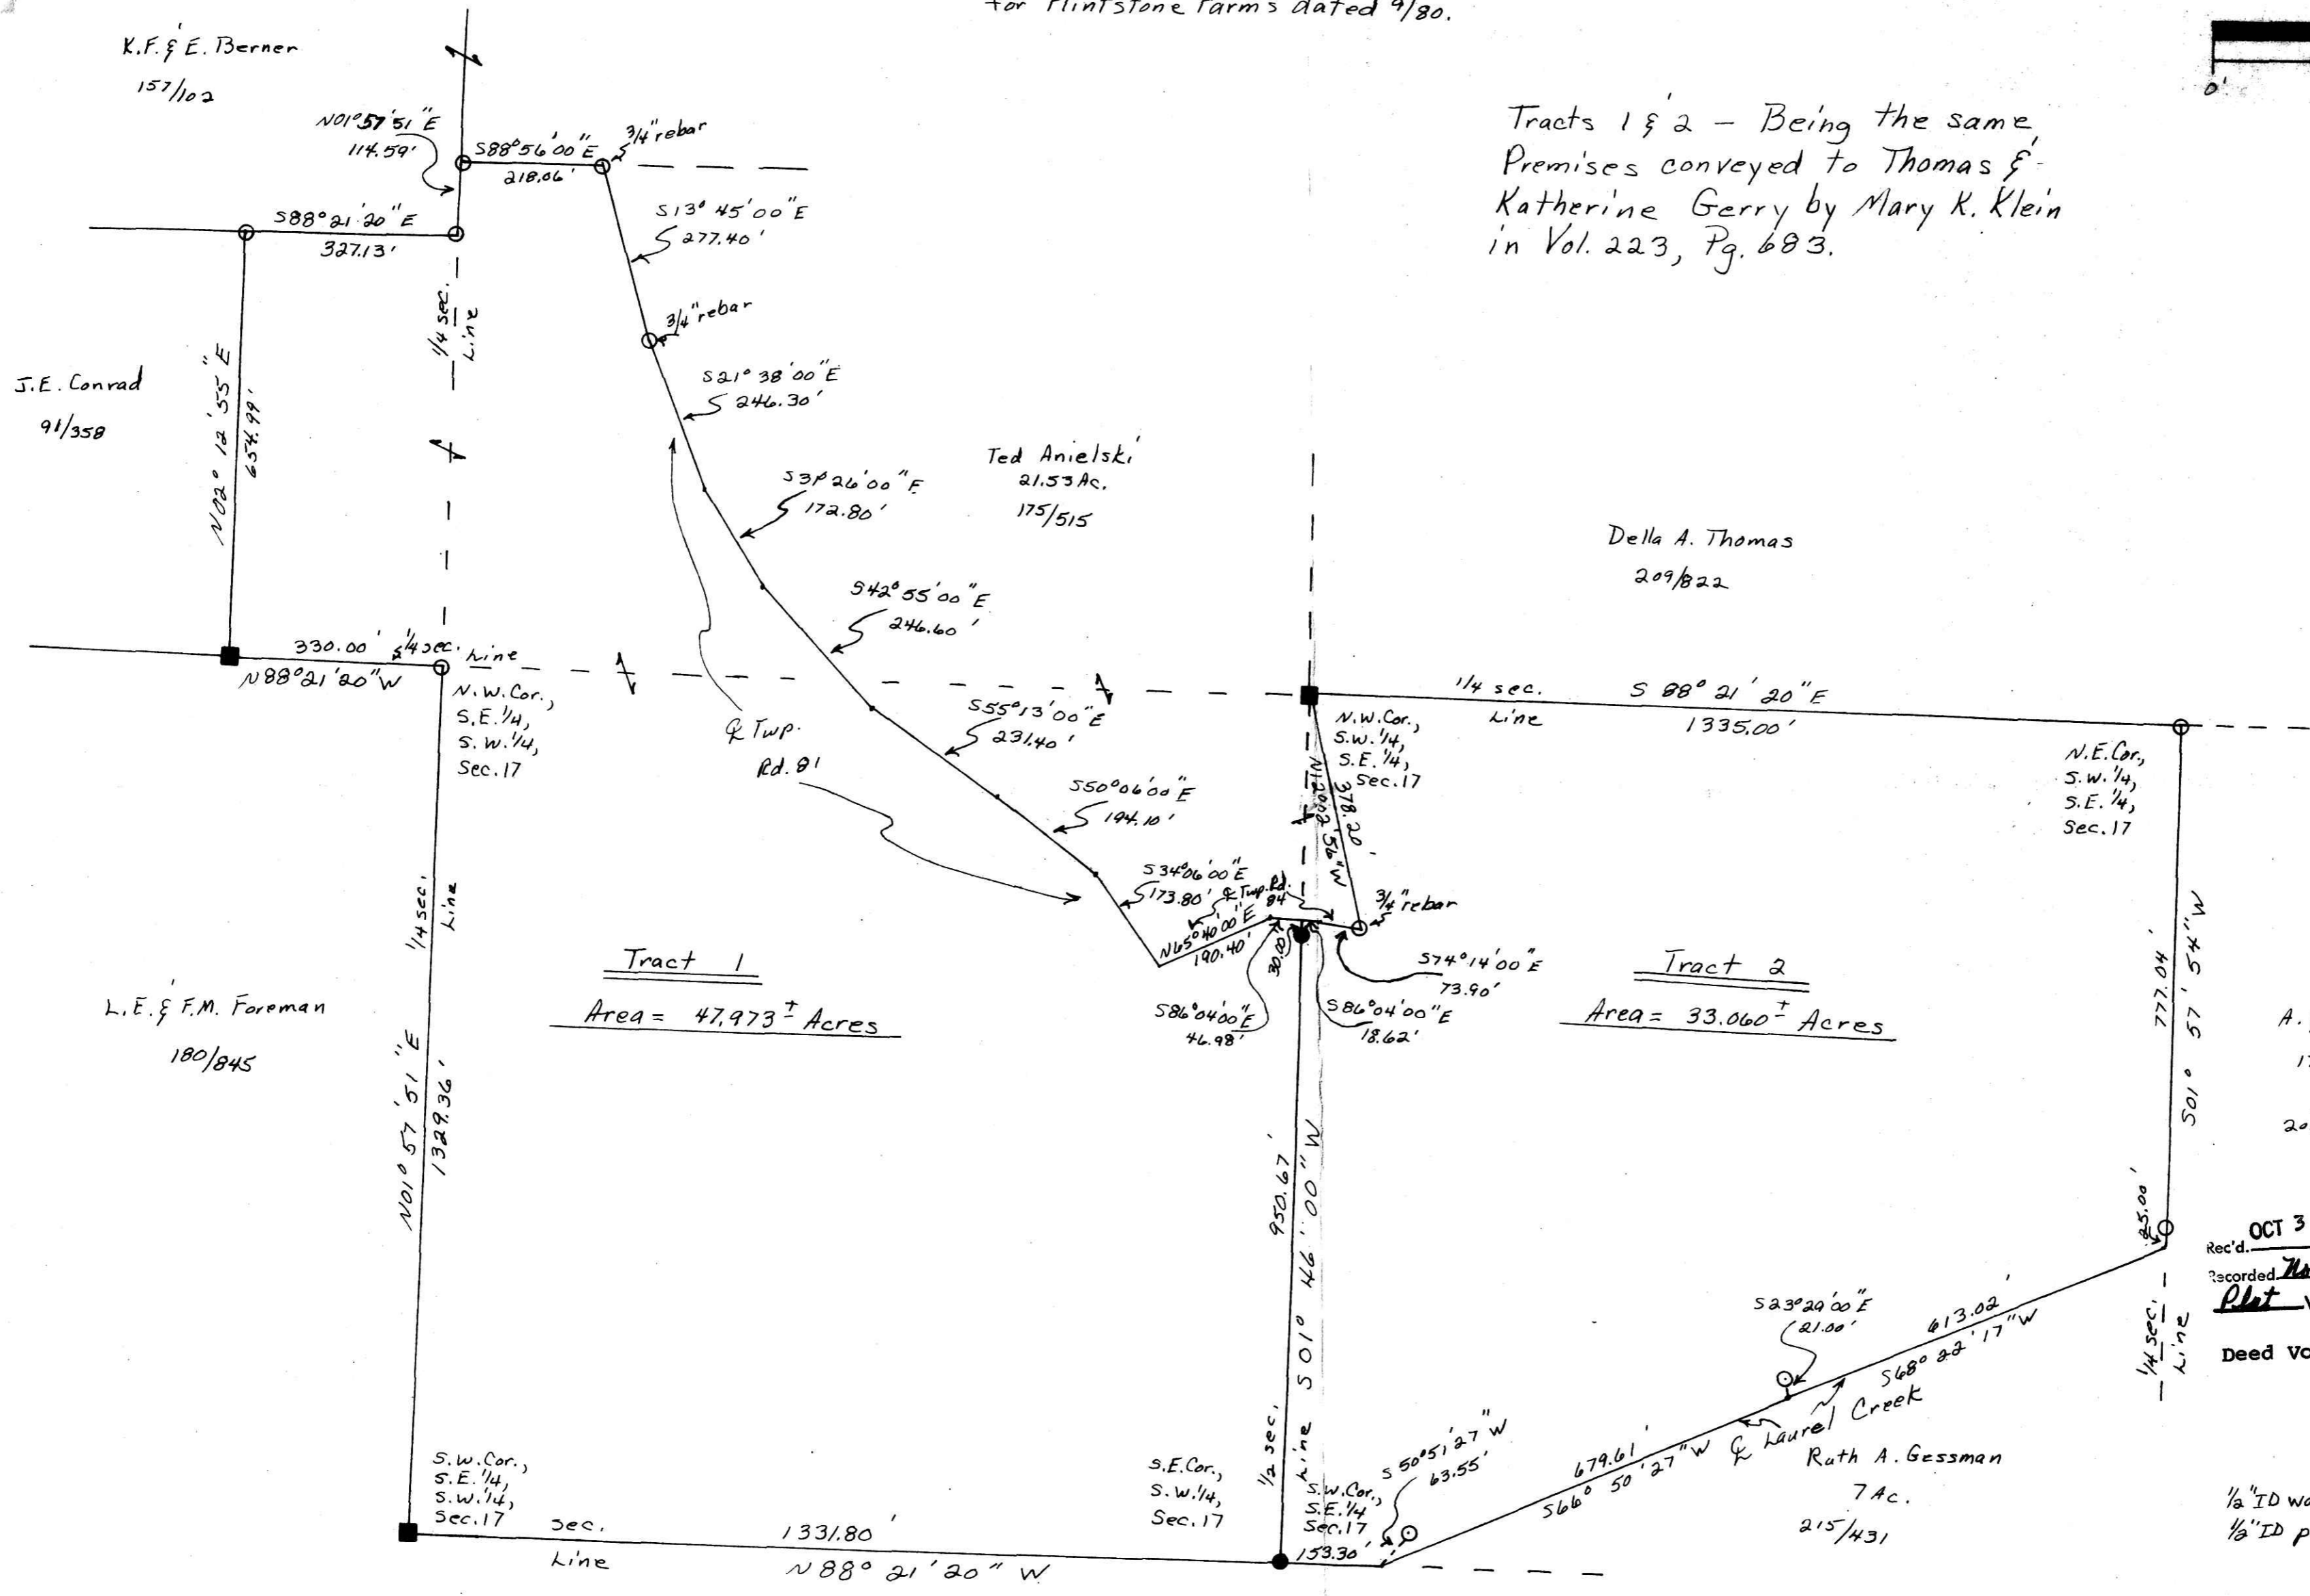 for Flintstone Farms dated 9/80.
K.F. & E. Berner
157/102
0'
N01°57'51"E
114.59'
S88°56'00"E
218.06'
3/4" rebar
Tracts 1 & 2 - Being the same
Premises conveyed to Thomas &
Katherine Gerry by Mary K. Klein
in Vol. 223, Pg. 683.
S88°21'20"E
327.13'
S13°45'00"E
277.40'
3/4" rebar
1/4 sec.
Line
J.E. Conrad
91/358
N02°12'55"E
654.99'
S21°38'00"E
246.30'
Ted Anielski
21.53 Ac.
175/515
S31°26'00"E
172.80'
Della A. Thomas
209/822
S42°55'00"E
246.60'
330.00' & 1/4 sec. Line
N88°21'20"W
N.W. Cor.,
S.E. 1/4,
S.W. 1/4,
Sec. 17
℄ Twp.
Rd. 81
S55°13'00"E
231.40'
1/4 sec. S 88°21'20"E
Line 1335.00'
N.W. Cor.,
S.W. 1/4,
S.E. 1/4,
Sec. 17
N.E. Cor.,
S.W. 1/4,
S.E. 1/4,
Sec. 17
N12°02'56"W
378.20'
S50°06'00"E
194.10'
S34°06'00"E
173.80'
℄ Twp. Rd.
84
3/4" rebar
N65°40'00"E
190.40'
30.00'
S86°04'00"E
46.98'
S86°04'00"E
18.62'
S74°14'00"E
73.90'
1/4 sec.
Line
Tract 1
Area = 47.973 ± Acres
Tract 2
Area = 33.060 ± Acres
L.E. & F.M. Foreman
180/845
N01°57'51"E
1329.36'
777.04'
S01°57'54"W
A.
17
20
950.67'
S01°46'00"W
1/2 sec.
Line
25.00'
OCT 3
Rec'd.
Recorded
Plat V
Deed Vo
1/4 sec.
Line
S23°29'00"E
21.00'
613.02'
S68°22'17"W
℄ Laurel Creek
679.61'
S66°50'27"W
S50°51'27"W
63.55'
Ruth A. Gessman
7 Ac.
215/431
S.W. Cor.,
S.E. 1/4,
S.W. 1/4,
Sec. 17
S.E. Cor.,
S.W. 1/4,
Sec. 17
S.W. Cor.,
S.E. 1/4
Sec. 17
153.30'
sec. 1331.80'
Line N88°21'20"W
1/2" ID wa
1/2" ID p